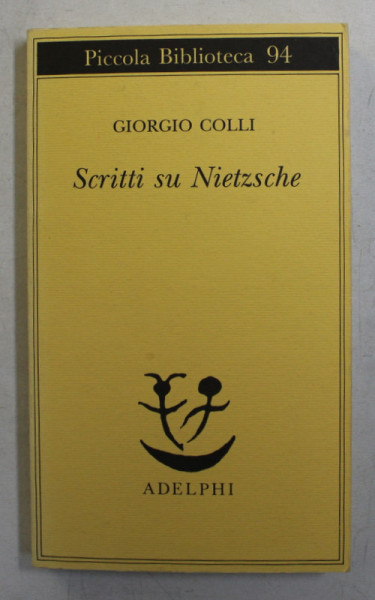 Piccola Biblioteca 94
GIORGIO COLLI
Scritti su Nietzsche
ADELPHI